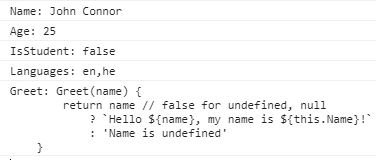 Name: John Connor
Age: 25
IsStudent: false
Languages: en,he
Greet: Greet(name) {
        return name // false for undefined, null
            ? `Hello ${name}, my name is ${this.Name}!`
            : 'Name is undefined'
    }